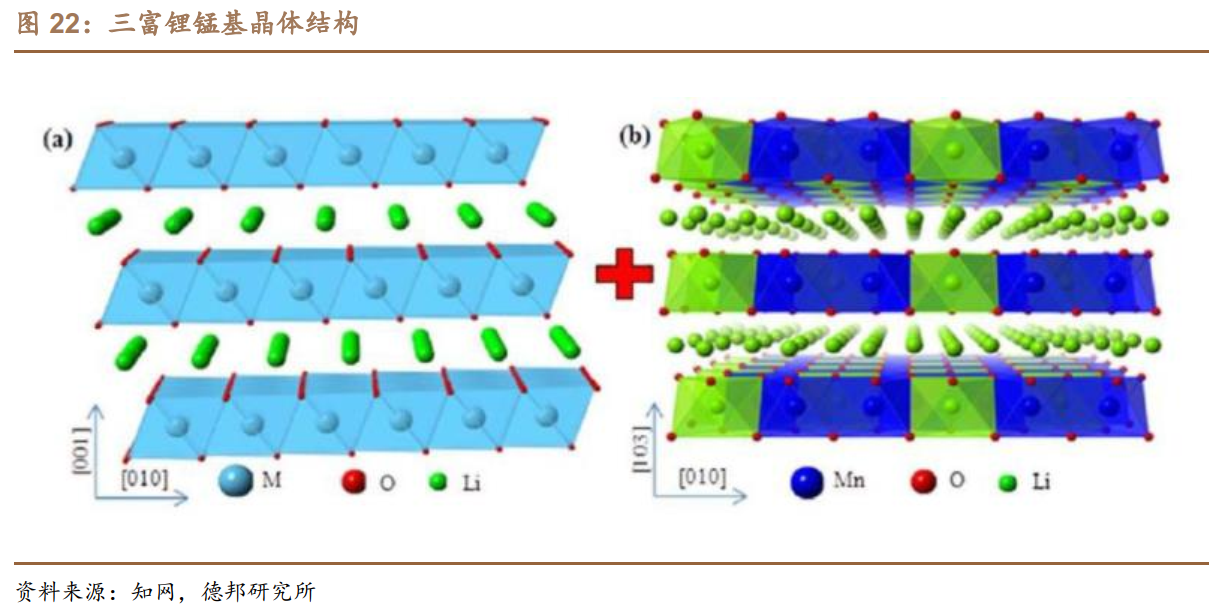 图 22：三富锂锰基晶体结构
(a)
(b)
[001]
[010]
M
O
Li
[103]
[010]
Mn
O
Li
资料来源：知网，德邦研究所